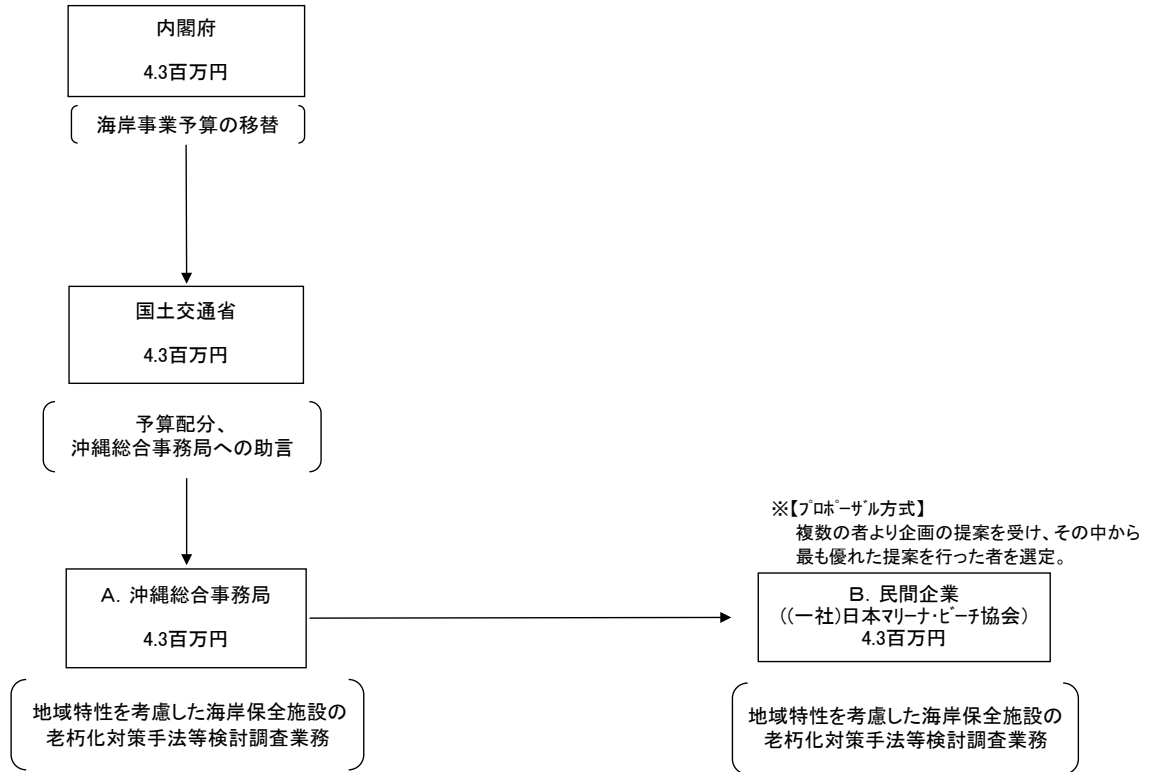 内閣府
4.3百万円
海岸事業予算の移替
国土交通省
4.3百万円
予算配分、
沖縄総合事務局への助言
A. 沖縄総合事務局
4.3百万円
地域特性を考慮した海岸保全施設の
老朽化対策手法等検討調査業務
※【ﾌﾟﾛﾎﾟｰｻﾞﾙ方式】
複数の者より企画の提案を受け、その中から
最も優れた提案を行った者を選定。
B. 民間企業
((一社)日本ﾏﾘｰﾅ・ﾋﾞｰﾁ協会)
4.3百万円
地域特性を考慮した海岸保全施設の
老朽化対策手法等検討調査業務